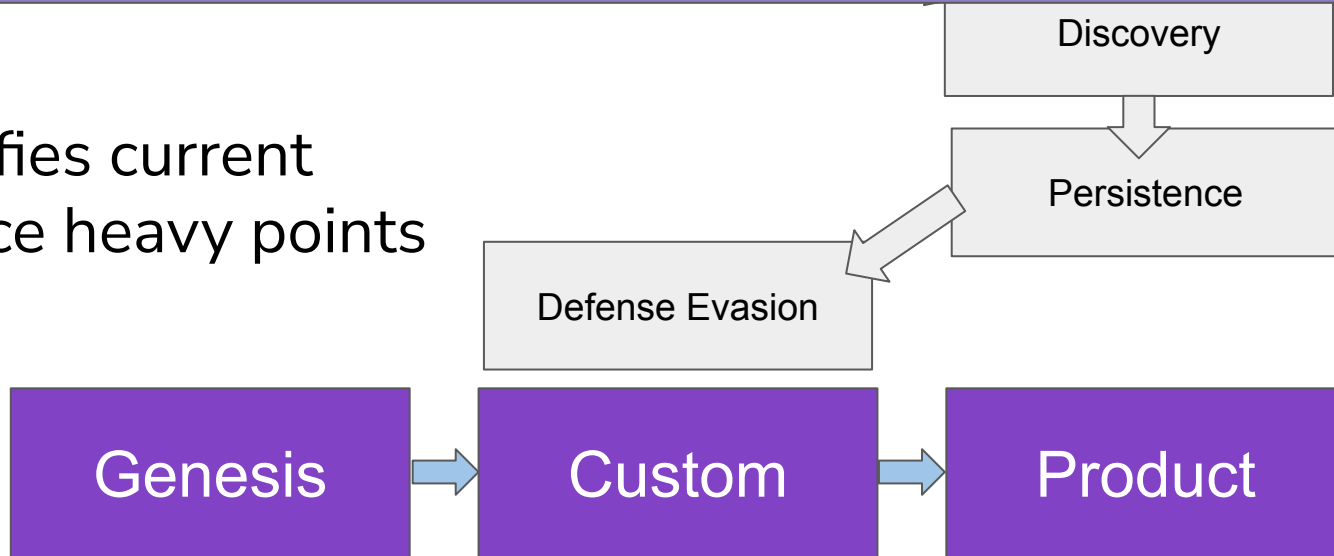 Discovery
fies current
Persistence
ce heavy points
Defense Evasion
Genesis
Custom
Product